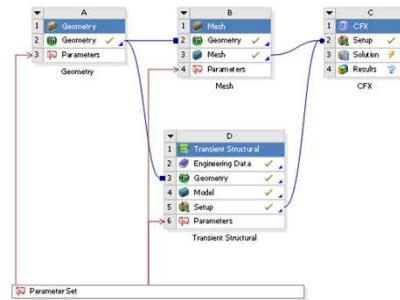 A
1 Geometry
2 Geometry
3 Parameters
Geometry
B
1 Mesh
2 Geometry
3 Mesh
4 Parameters
Mesh
C
1 CFX
2 Setup
3 Solution
4 Results
CFX
D
1 Transient Structural
2 Engineering Data
3 Geometry
4 Model
5 Setup
6 Parameters
Transient Structural
Parameter Set